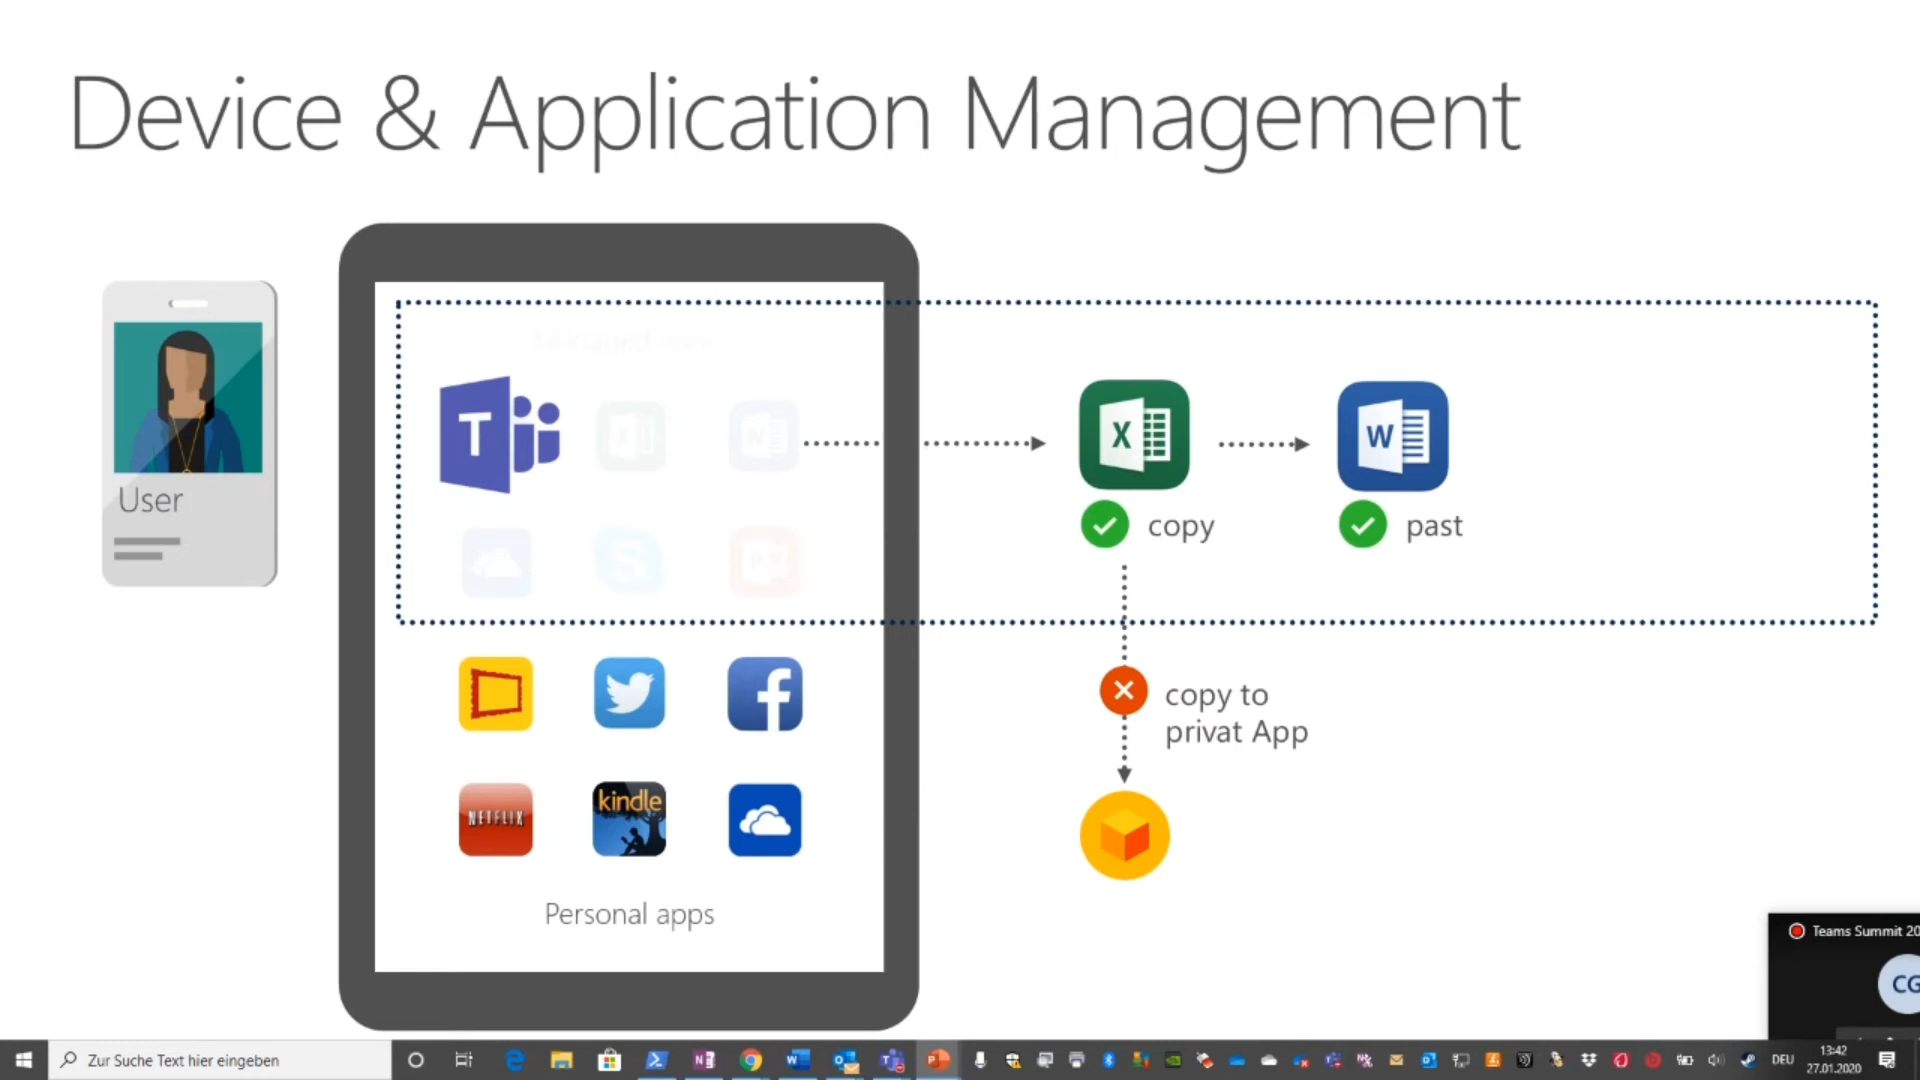 Device & Application Management
User
T
X
W
copy
past
copy to
privat App
NETFLIX
kindle
Personal apps
Teams Summit 20
CG
Zur Suche Text hier eingeben
DEU
13:42
27.01.2020